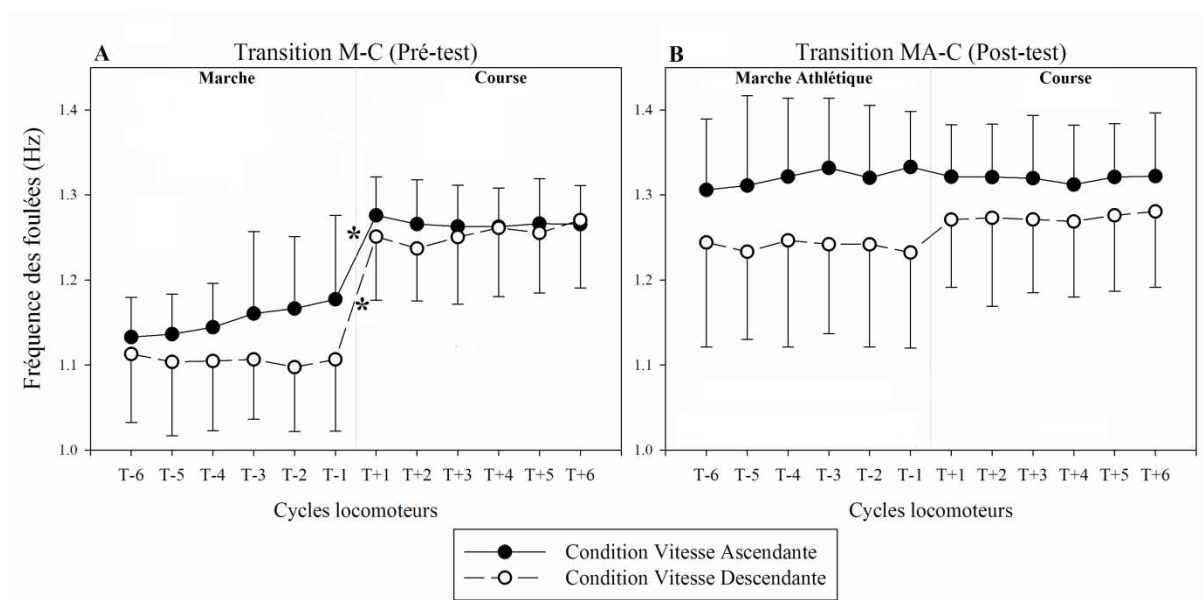 A Transition M-C (Pré-test)
Marche Course
Fréquence des foulées (Hz)
1.4
1.3
1.2
1.1
1.0
* *
T-6 T-5 T-4 T-3 T-2 T-1 T+1 T+2 T+3 T+4 T+5 T+6
Cycles locomoteurs
B Transition MA-C (Post-test)
Marche Athlétique Course
1.4
1.3
1.2
1.1
1.0
T-6 T-5 T-4 T-3 T-2 T-1 T+1 T+2 T+3 T+4 T+5 T+6
Cycles locomoteurs
Condition Vitesse Ascendante
Condition Vitesse Descendante